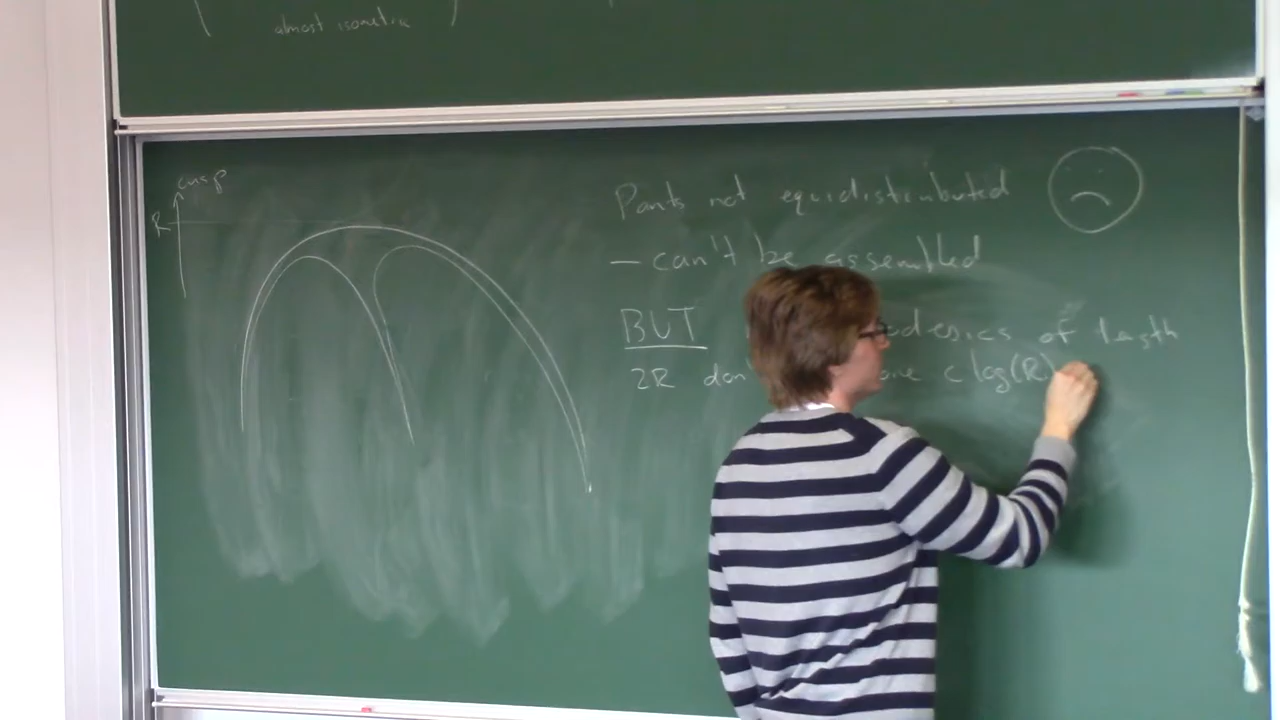 almost isometric
cusp
R
Pants not equidistributed
— can't be assembled
BUT of length
2R c log(R)